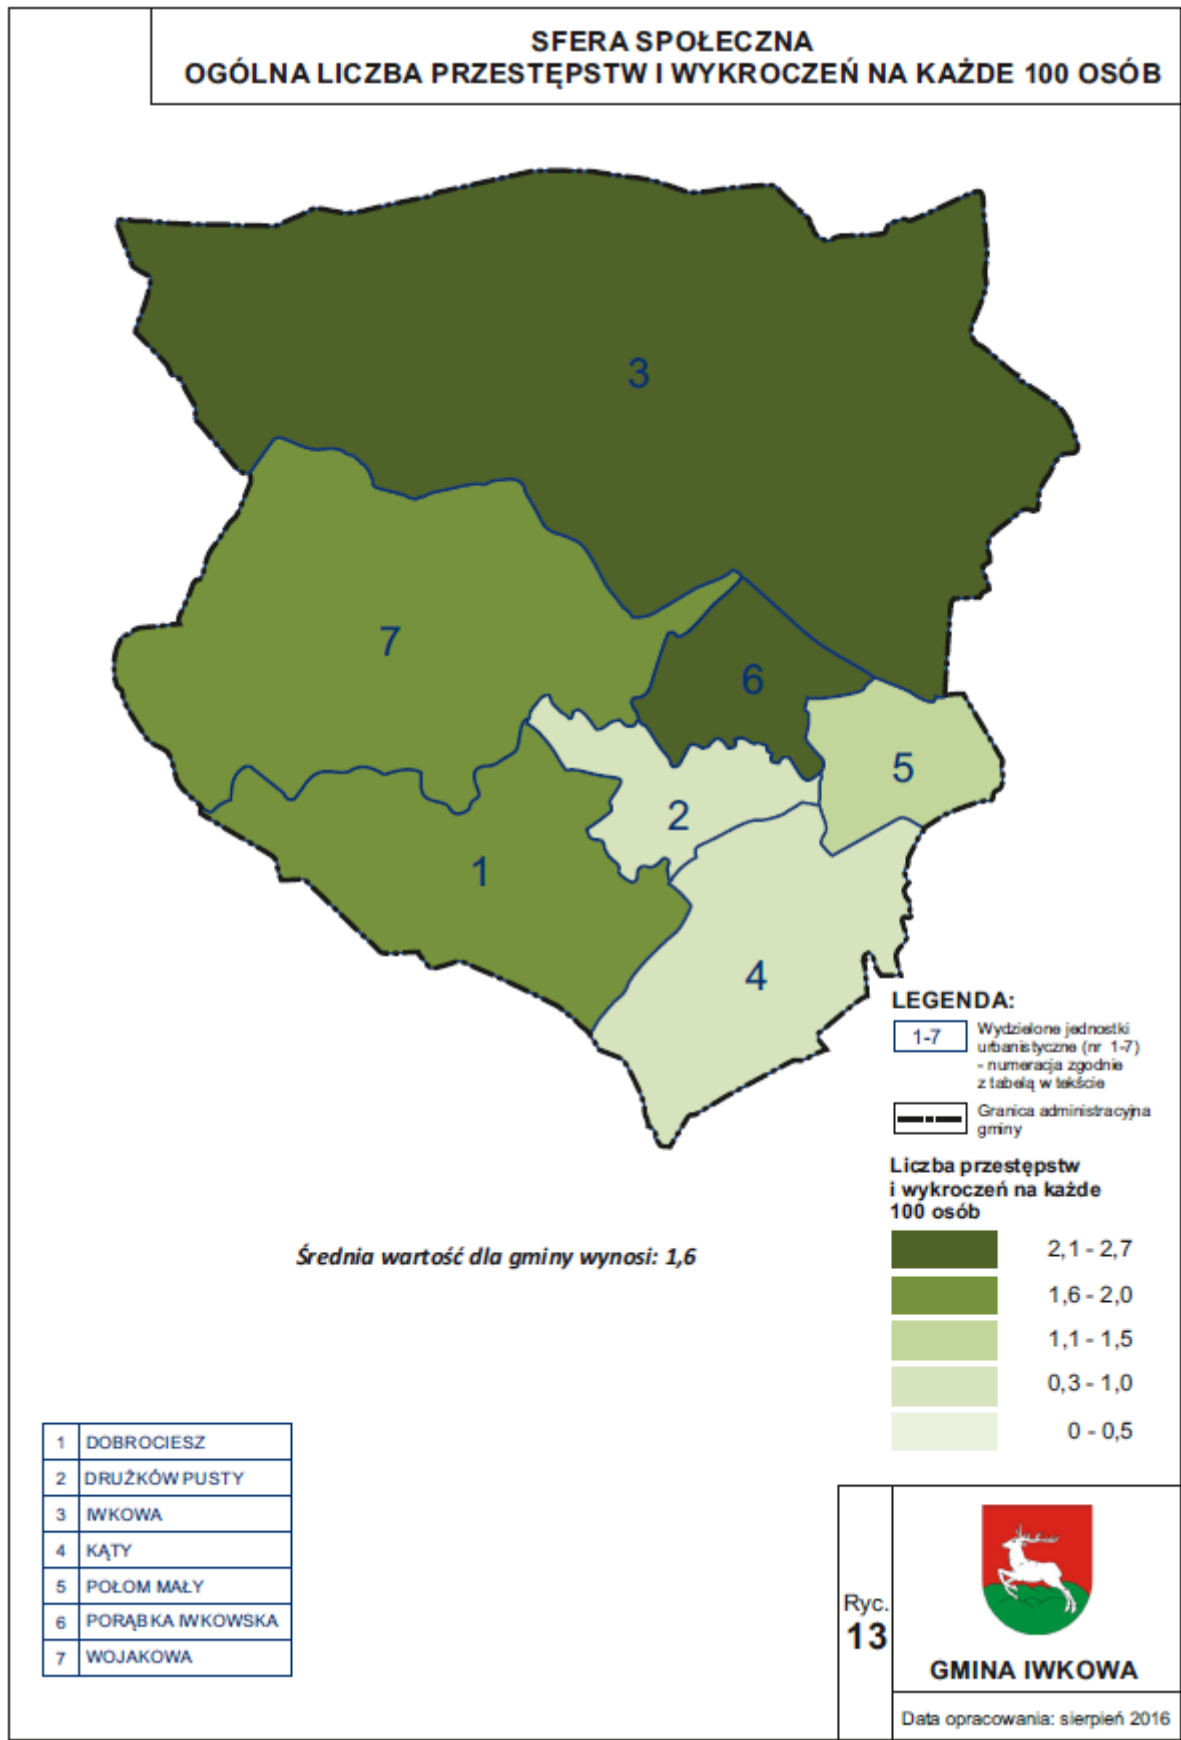 SFERA SPOŁECZNA
OGÓLNA LICZBA PRZESTĘPSTW I WYKROCZEŃ NA KAŻDE 100 OSÓB
3
7
6
5
2
1
4
LEGENDA:
1-7
Wydzielone jednostki
urbanistyczne (nr 1-7)
- numeracja zgodnie
z tabelą w tekście
Granica administracyjna
gminy
Liczba przestępstw
i wykroczeń na każde
100 osób
2,1 - 2,7
1,6 - 2,0
1,1 - 1,5
0,3 - 1,0
0 - 0,5
Średnia wartość dla gminy wynosi: 1,6
1 DOBROCIESZ
2 DRUŻKÓW PUSTY
3 IWKOWA
4 KĄTY
5 POŁOM MAŁY
6 PORĄBKA IWKOWSKA
7 WOJAKOWA
Ryc.
13
GMINA IWKOWA
Data opracowania: sierpień 2016